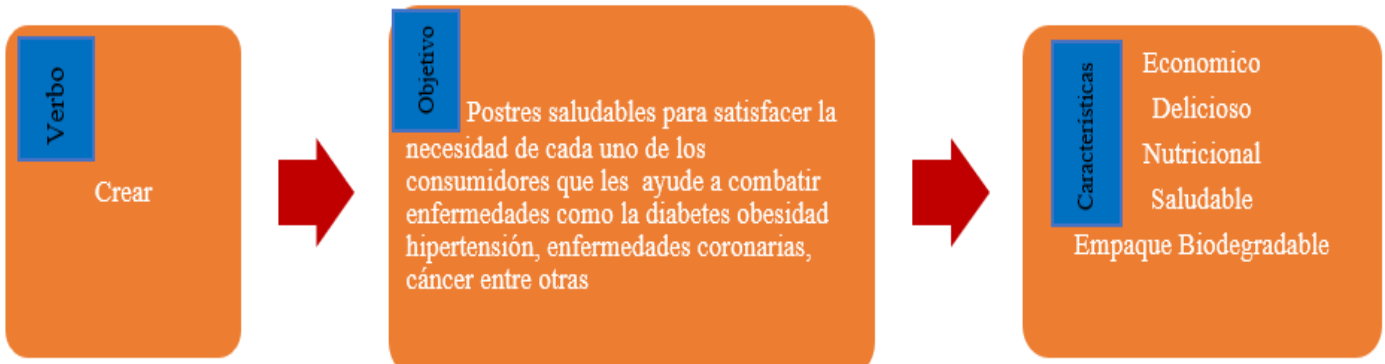 Verbo
Crear
Objetivo
Postres saludables para satisfacer la
necesidad de cada uno de los
consumidores que les ayude a combatir
enfermedades como la diabetes obesidad
hipertensión, enfermedades coronarias,
cáncer entre otras
Características
Economico
Delicioso
Nutricional
Saludable
Empaque Biodegradable